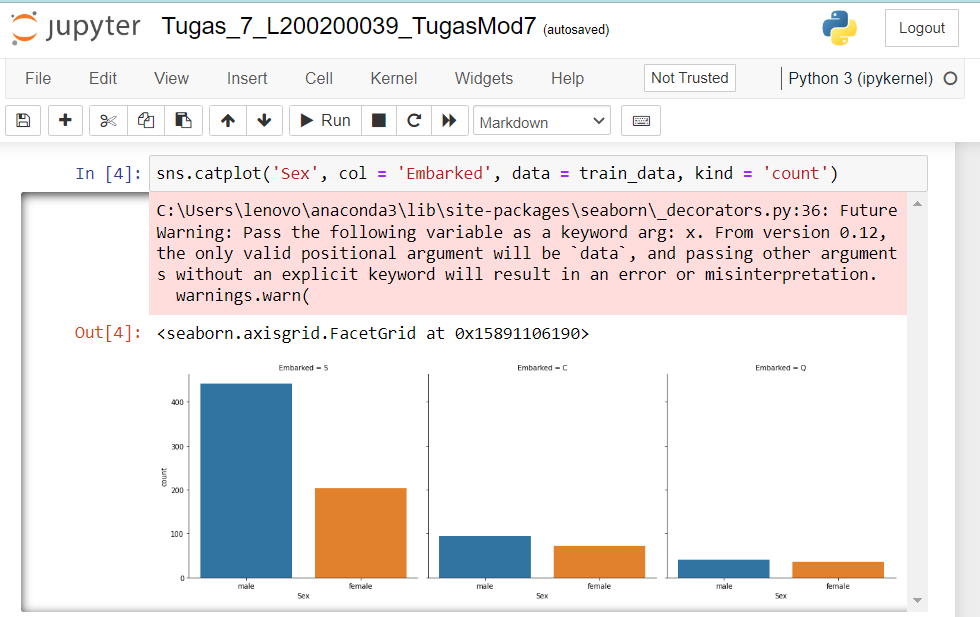 jupyter Tugas_7_L200200039_TugasMod7 (autosaved) Logout
File Edit View Insert Cell Kernel Widgets Help Not Trusted Python 3 (ipykernel)
Run Markdown
In [4]: sns.catplot('Sex', col = 'Embarked', data = train_data, kind = 'count')
C:\Users\lenovo\anaconda3\lib\site-packages\seaborn\_decorators.py:36: Future
Warning: Pass the following variable as a keyword arg: x. From version 0.12,
the only valid positional argument will be `data`, and passing other argument
s without an explicit keyword will result in an error or misinterpretation.
warnings.warn(
Out[4]: <seaborn.axisgrid.FacetGrid at 0x15891106190>
Embarked = S Embarked = C Embarked = Q
400
300
count
200
100
0
male female male female male female
Sex Sex Sex